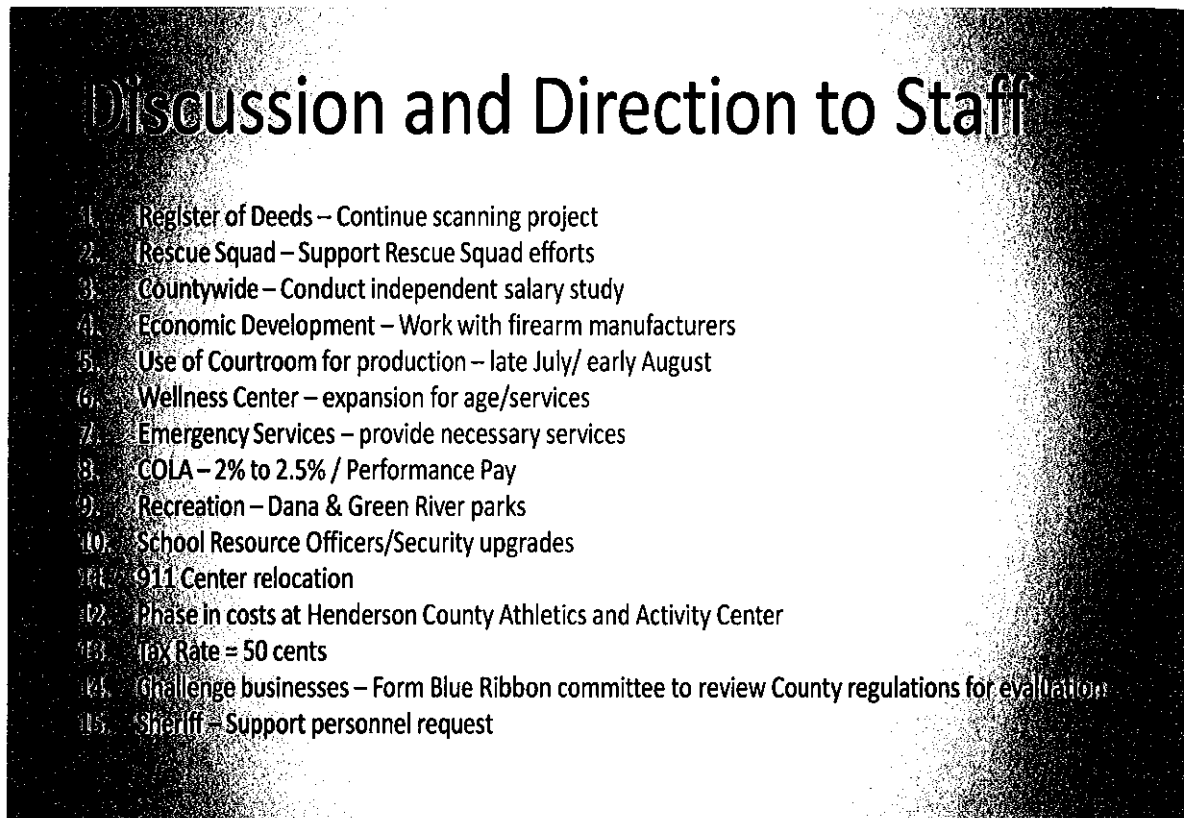 Discussion and Direction to Staff
1. Register of Deeds – Continue scanning project
2. Rescue Squad – Support Rescue Squad efforts
3. Countywide – Conduct independent salary study
4. Economic Development – Work with firearm manufacturers
5. Use of Courtroom for production – late July/ early August
6. Wellness Center – expansion for age/services
7. Emergency Services – provide necessary services
8. COLA – 2% to 2.5% / Performance Pay
9. Recreation – Dana & Green River parks
10. School Resource Officers/Security upgrades
11. 911 Center relocation
12. Phase in costs at Henderson County Athletics and Activity Center
13. Tax Rate = 50 cents
14. Challenge businesses – Form Blue Ribbon committee to review County regulations for evaluation
15. Sheriff – Support personnel request